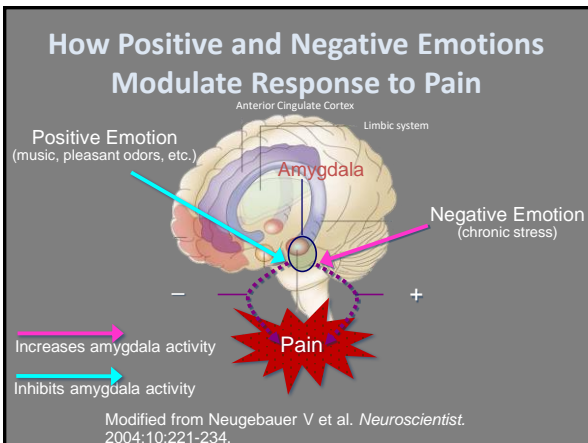 How Positive and Negative Emotions
Modulate Response to Pain
Anterior Cingulate Cortex
Limbic system
Positive Emotion
(music, pleasant odors, etc.)
Amygdala
Negative Emotion
(chronic stress)
–
+
Pain
Increases amygdala activity
Inhibits amygdala activity
Modified from Neugebauer V et al. Neuroscientist.
2004;10:221-234.